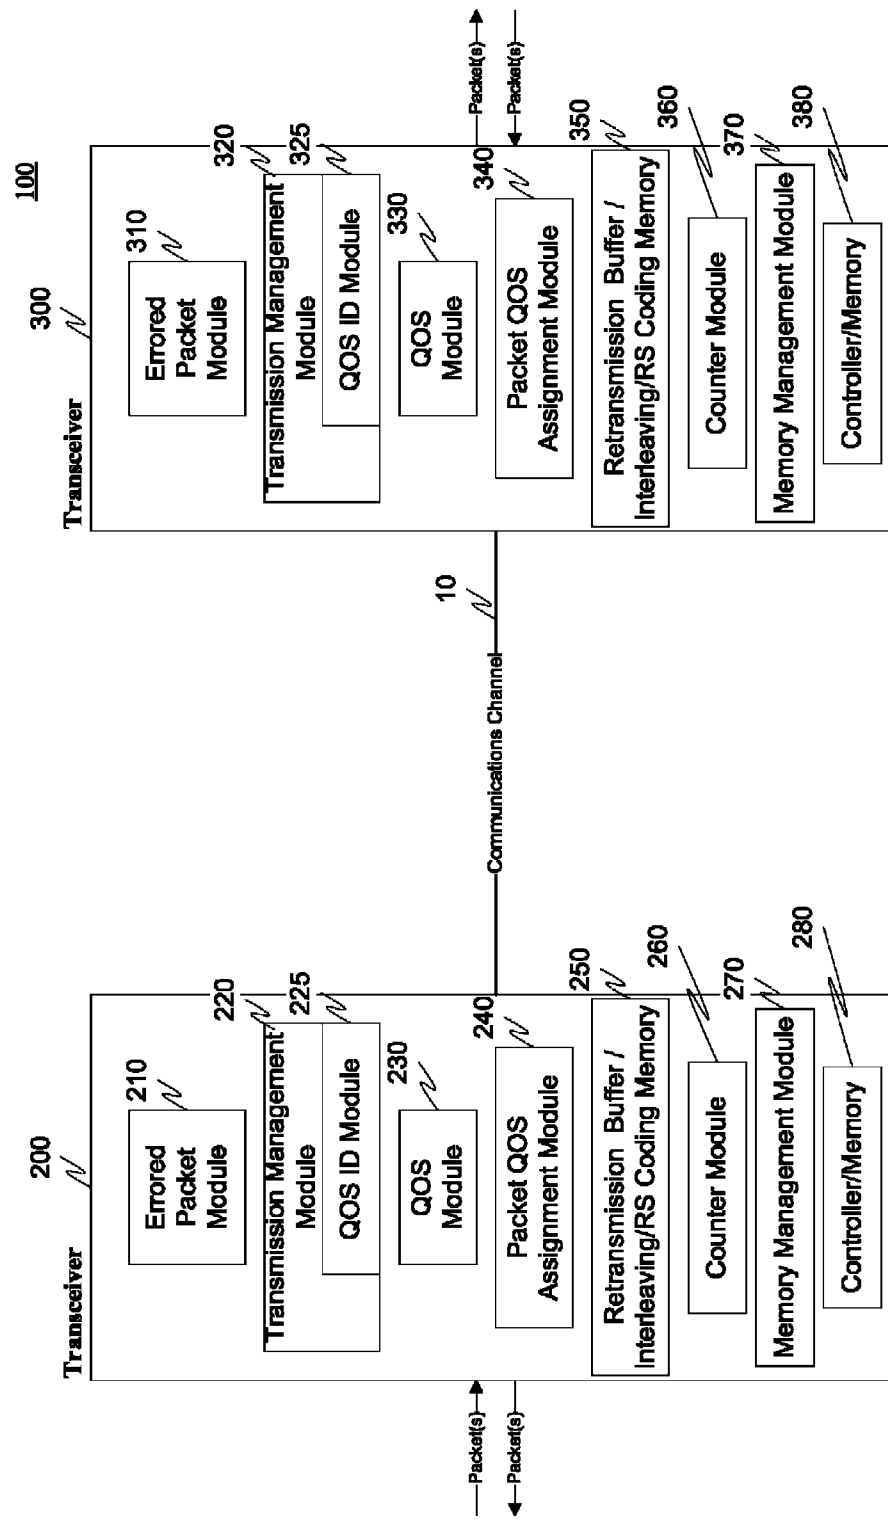 100
200
Transceiver
210
Errored
Packet
Module
220
Transmission Management
Module
225
QOS ID Module
230
QOS
Module
240
Packet QOS
Assignment Module
250
Retransmission Buffer /
Interleaving/RS Coding Memory
260
Counter Module
270
Memory Management Module
280
Controller/Memory
Packet(s)
Packet(s)
10
Communications Channel
300
Transceiver
310
Errored
Packet
Module
320
Transmission Management
Module
325
QOS ID Module
330
QOS
Module
340
Packet QOS
Assignment Module
350
Retransmission Buffer /
Interleaving/RS Coding Memory
360
Counter Module
370
Memory Management Module
380
Controller/Memory
Packet(s)
Packet(s)